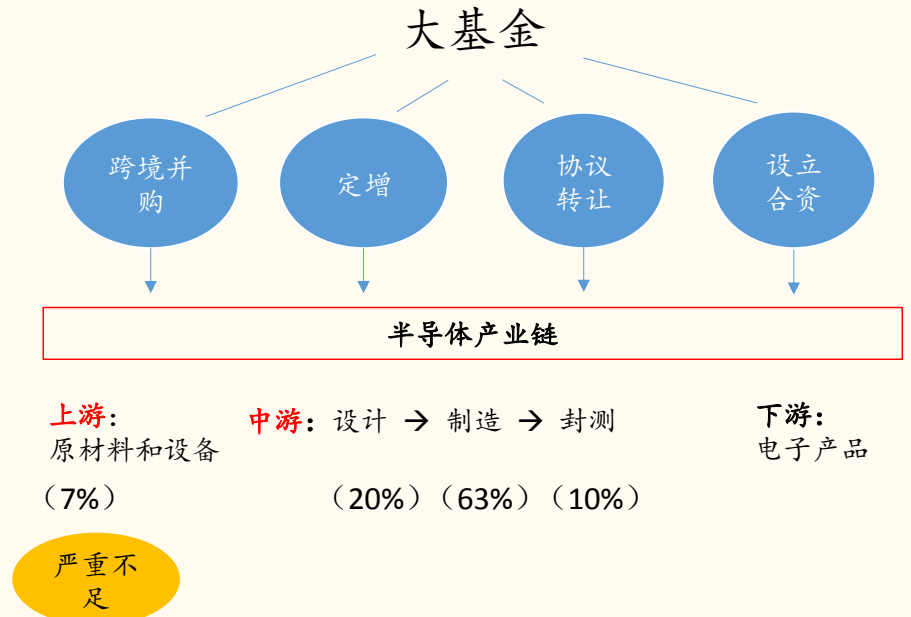 大基金
跨境并
购
定增
协议
转让
设立
合资
半导体产业链
上游：
原材料和设备
（7%）
中游：设计 → 制造 → 封测
（20%）（63%）（10%）
下游：
电子产品
严重不
足